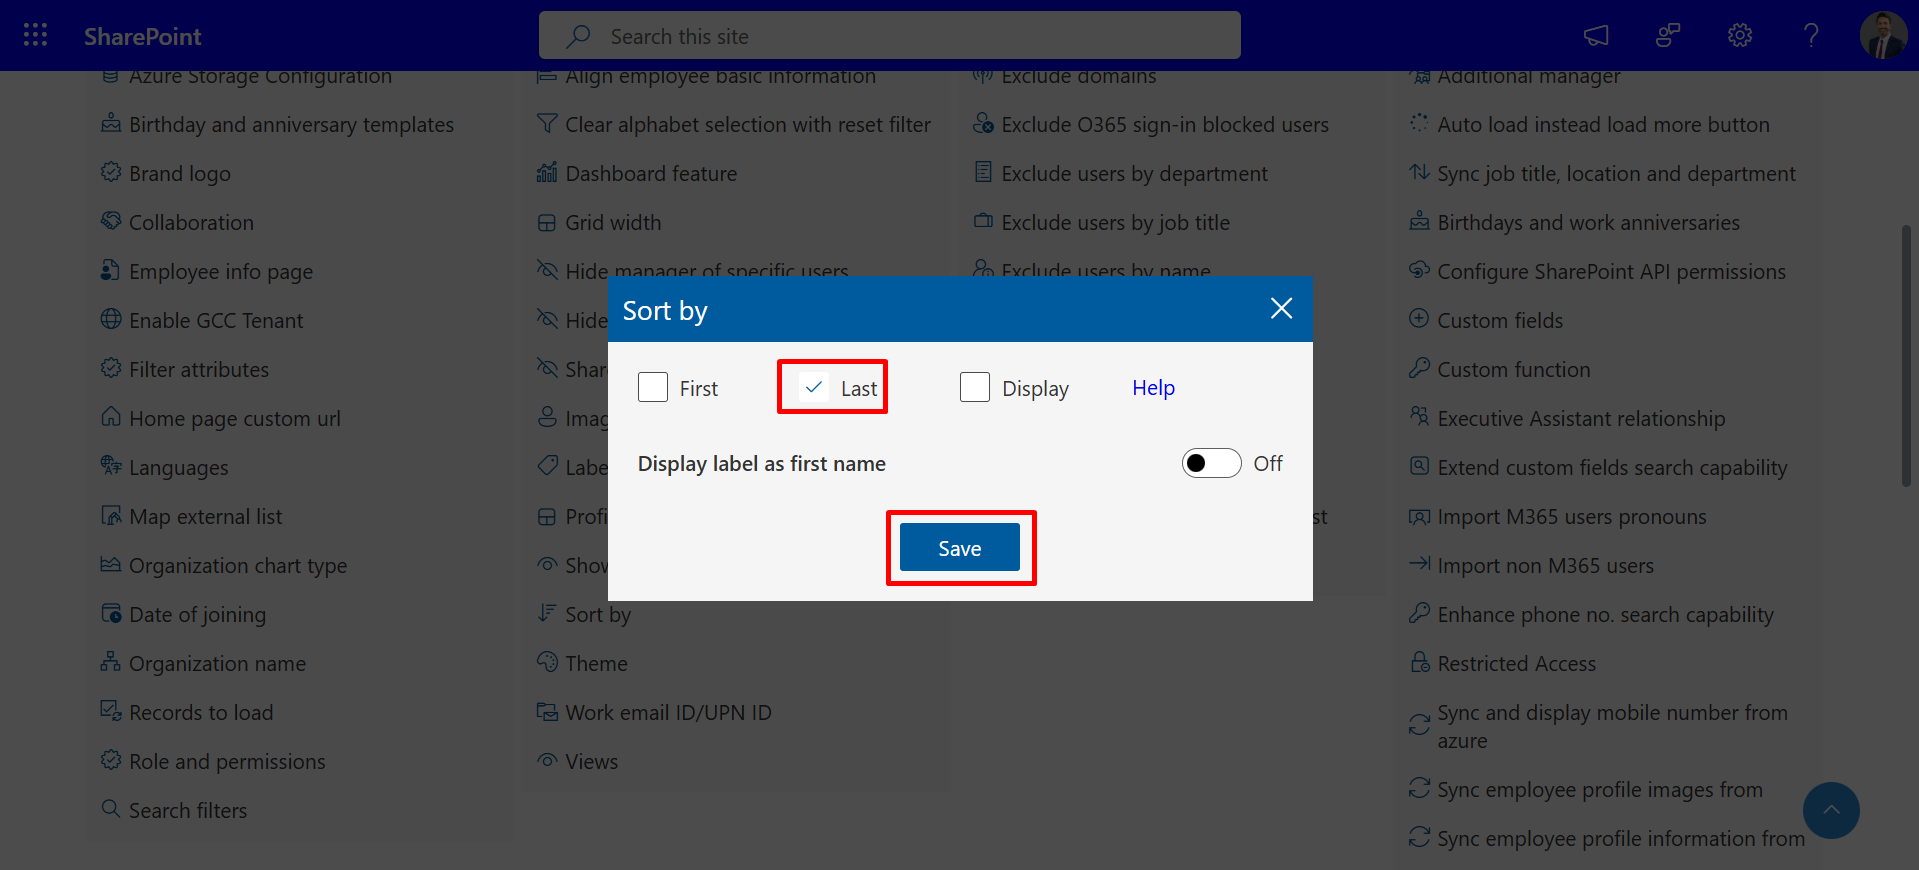 SharePoint
Search this site
Azure Storage Configuration
Birthday and anniversary templates
Brand logo
Collaboration
Employee info page
Enable GCC Tenant
Filter attributes
Home page custom url
Languages
Map external list
Organization chart type
Date of joining
Organization name
Records to load
Role and permissions
Search filters
Align employee basic information
Clear alphabet selection with reset filter
Dashboard feature
Grid width
Hide manager of specific users
Hide
Shar
Imag
Labe
Profi
Show
Sort by
Theme
Work email ID/UPN ID
Views
Exclude domains
Exclude O365 sign-in blocked users
Exclude users by department
Exclude users by job title
Exclude users by name
st
Additional manager
Auto load instead load more button
Sync job title, location and department
Birthdays and work anniversaries
Configure SharePoint API permissions
Custom fields
Custom function
Executive Assistant relationship
Extend custom fields search capability
Import M365 users pronouns
Import non M365 users
Enhance phone no. search capability
Restricted Access
Sync and display mobile number from
azure
Sync employee profile images from
Sync employee profile information from
Sort by
First
Last
Display
Help
Display label as first name
Off
Save